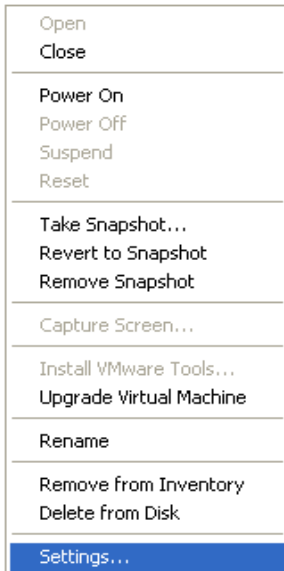 Open
Close
Power On
Power Off
Suspend
Reset
Take Snapshot...
Revert to Snapshot
Remove Snapshot
Capture Screen...
Install VMware Tools...
Upgrade Virtual Machine
Rename
Remove from Inventory
Delete from Disk
Settings...